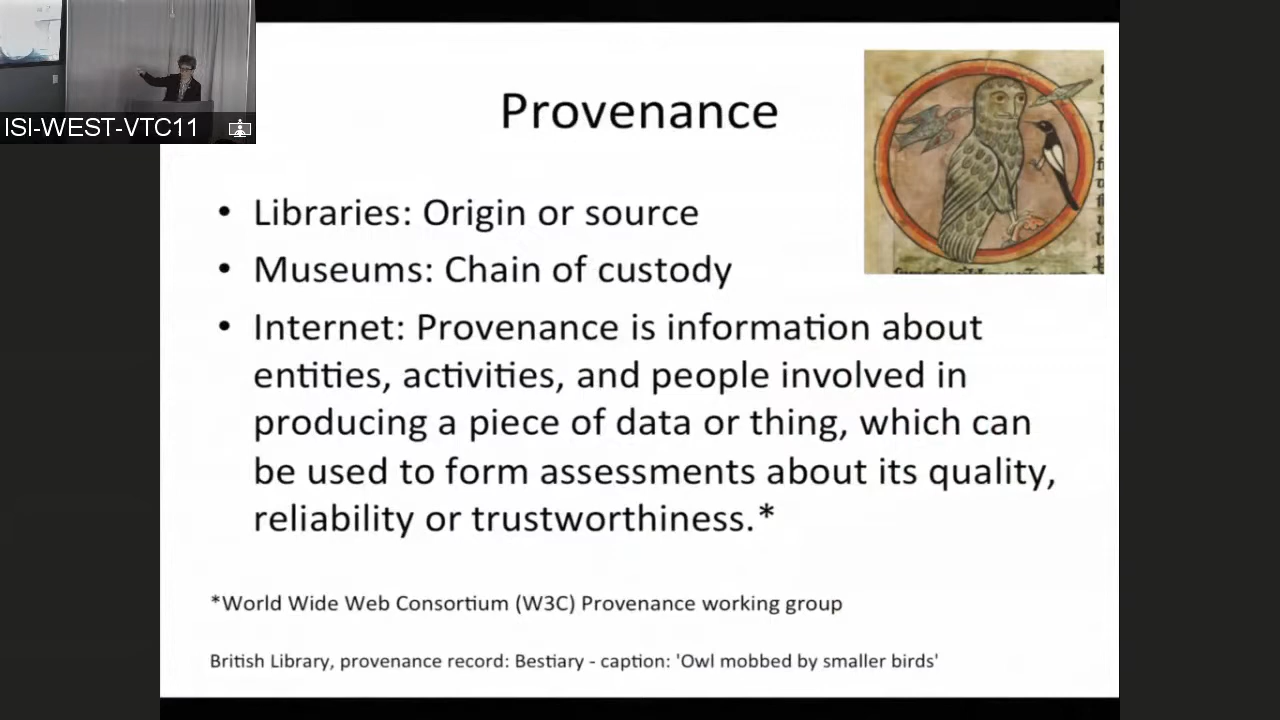 ISI-WEST-VTC11
Provenance
• Libraries: Origin or source
• Museums: Chain of custody
• Internet: Provenance is information about
entities, activities, and people involved in
producing a piece of data or thing, which can
be used to form assessments about its quality,
reliability or trustworthiness.*
*World Wide Web Consortium (W3C) Provenance working group
British Library, provenance record: Bestiary - caption: 'Owl mobbed by smaller birds'